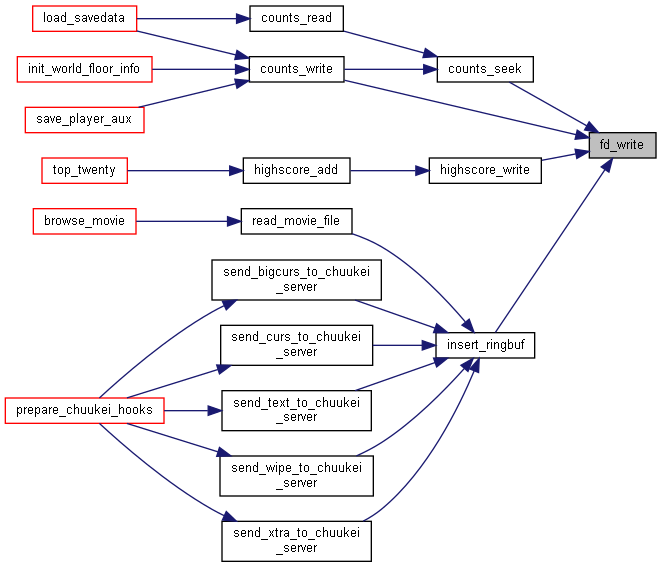 load_savedata
counts_read
init_world_floor_info
counts_write
counts_seek
save_player_aux
fd_write
top_twenty
highscore_add
highscore_write
browse_movie
read_movie_file
send_bigcurs_to_chuukei
_server
send_curs_to_chuukei
_server
insert_ringbuf
prepare_chuukei_hooks
send_text_to_chuukei
_server
send_wipe_to_chuukei
_server
send_xtra_to_chuukei
_server